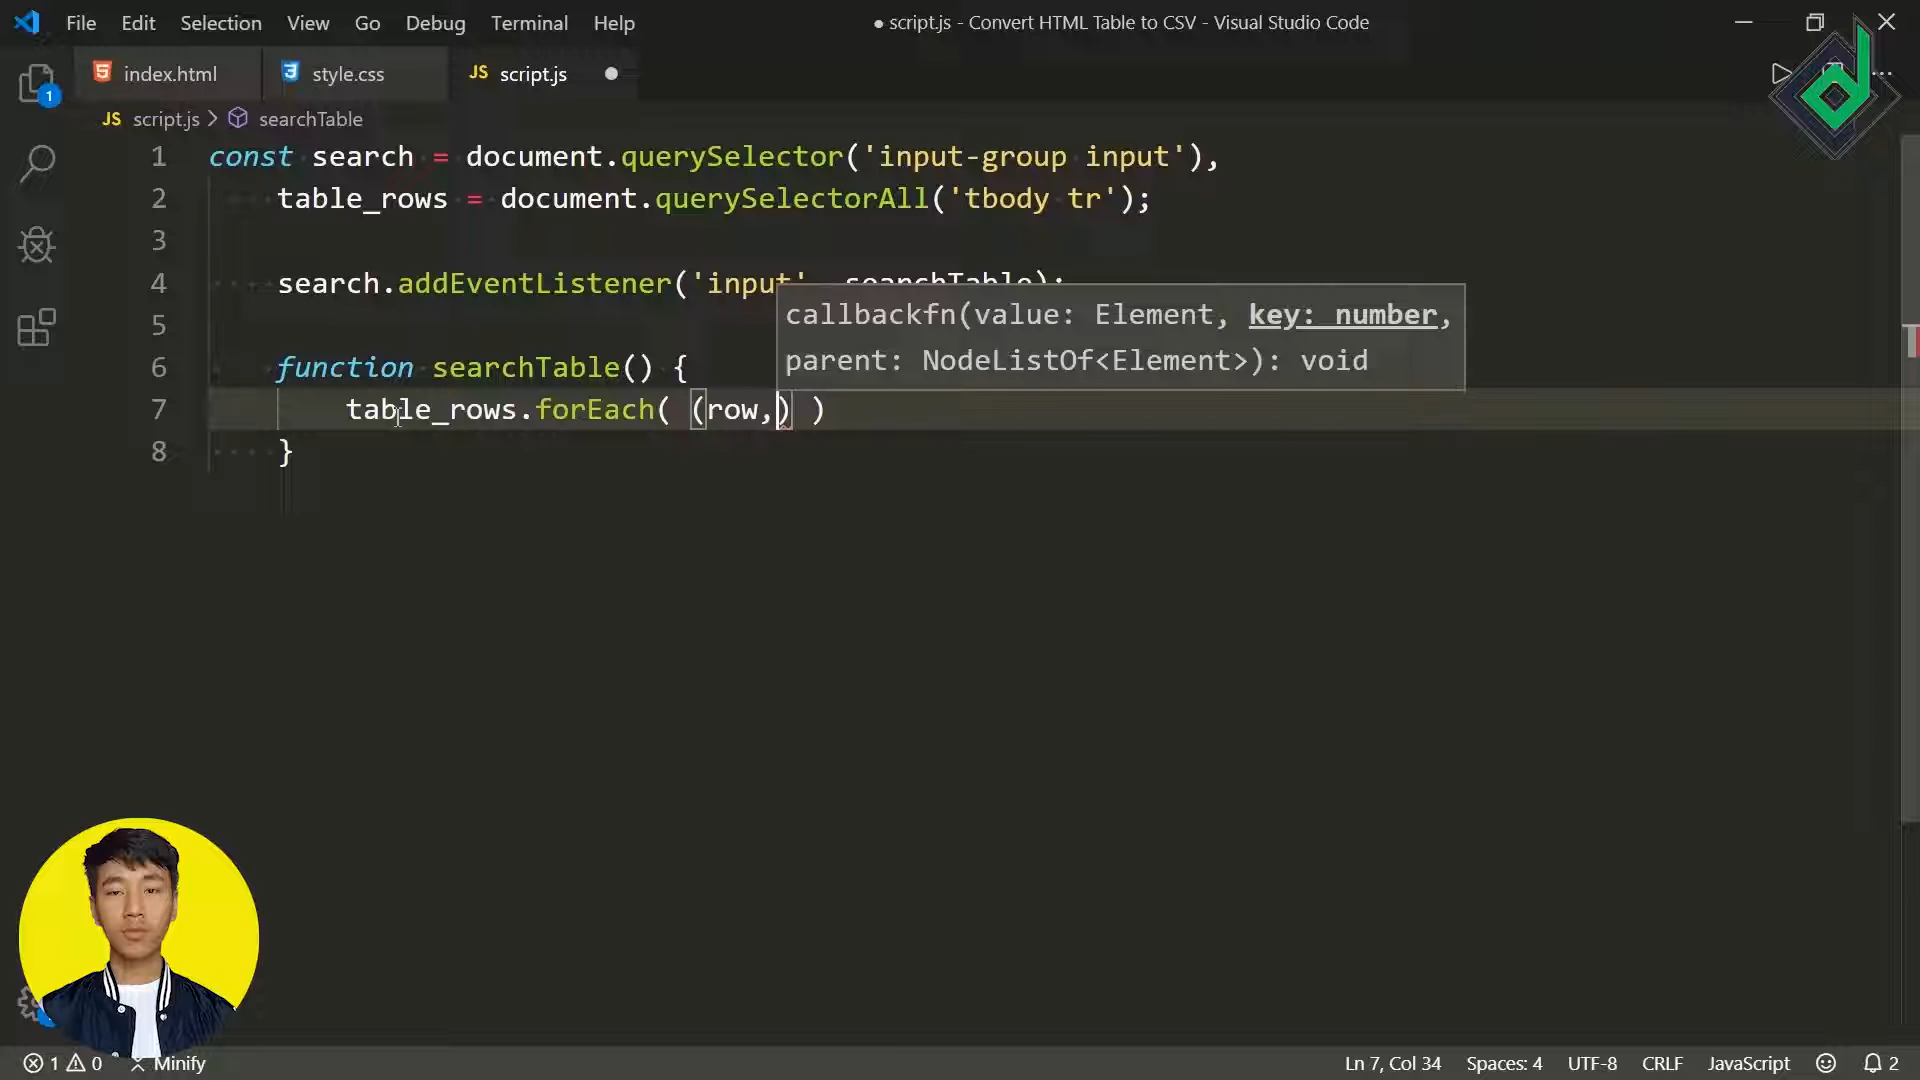 File Edit Selection View Go Debug Terminal Help
● script.js - Convert HTML Table to CSV - Visual Studio Code
index.html
style.css
JS script.js
1
JS script.js > searchTable
1 const search = document.querySelector('input-group input'),
2 table_rows = document.querySelectorAll('tbody tr');
3
4 search.addEventListener('input', searchTable);
5
callbackfn(value: Element, key: number,
parent: NodeListOf<Element>): void
6 function searchTable() {
7 table_rows.forEach( (row,) )
8 }
1 0 Minify
Ln 7, Col 34 Spaces: 4 UTF-8 CRLF JavaScript 2